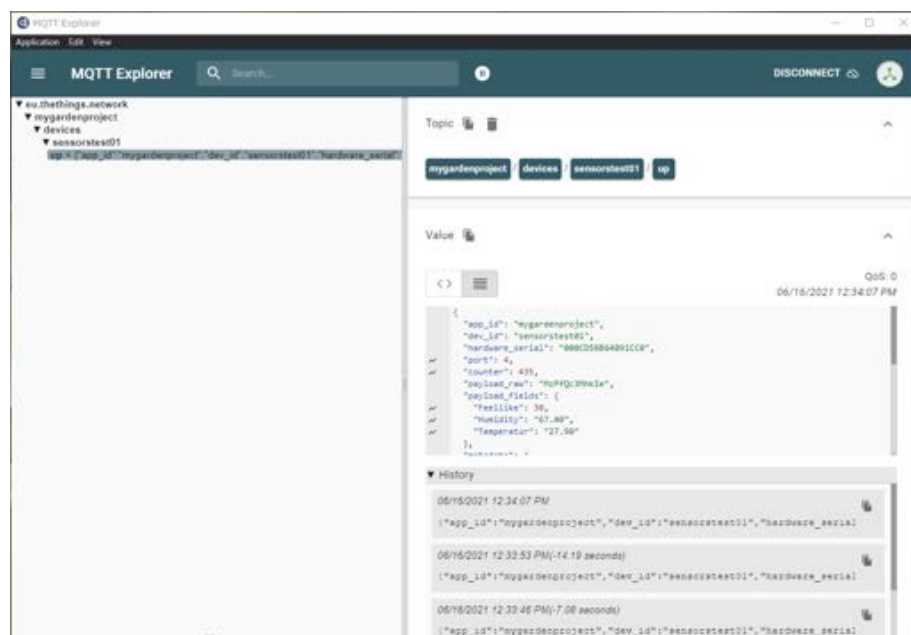 MQTT Explorer
Application Edit View
MQTT Explorer
Search...
DISCONNECT
▼ eu.thethings.network
▼ mygardenproject
▼ devices
▼ sensorstest01
up = {"app_id":"mygardenproject","dev_id":"sensorstest01","hardware_serial":
Topic
mygardenproject / devices / sensorstest01 / up
Value
QoS: 0
06/16/2021 12:34:07 PM
{
"app_id": "mygardenproject",
"dev_id": "sensorstest01",
"hardware_serial":
"port": 4,
"counter": 435,
"payload_raw":
"payload_fields": {
"Feellike": 30,
"Humidity": "67.40",
"Temperatur": "27.90"
},
▼ History
06/16/2021 12:34:07 PM
{"app_id":"mygardenproject","dev_id":"sensorstest01","hardware_serial
06/16/2021 12:33:53 PM(-14.19 seconds)
{"app_id":"mygardenproject","dev_id":"sensorstest01","hardware_serial
06/16/2021 12:33:46 PM(-7.08 seconds)
{"app_id":"mygardenproject","dev_id":"sensorstest01","hardware_serial